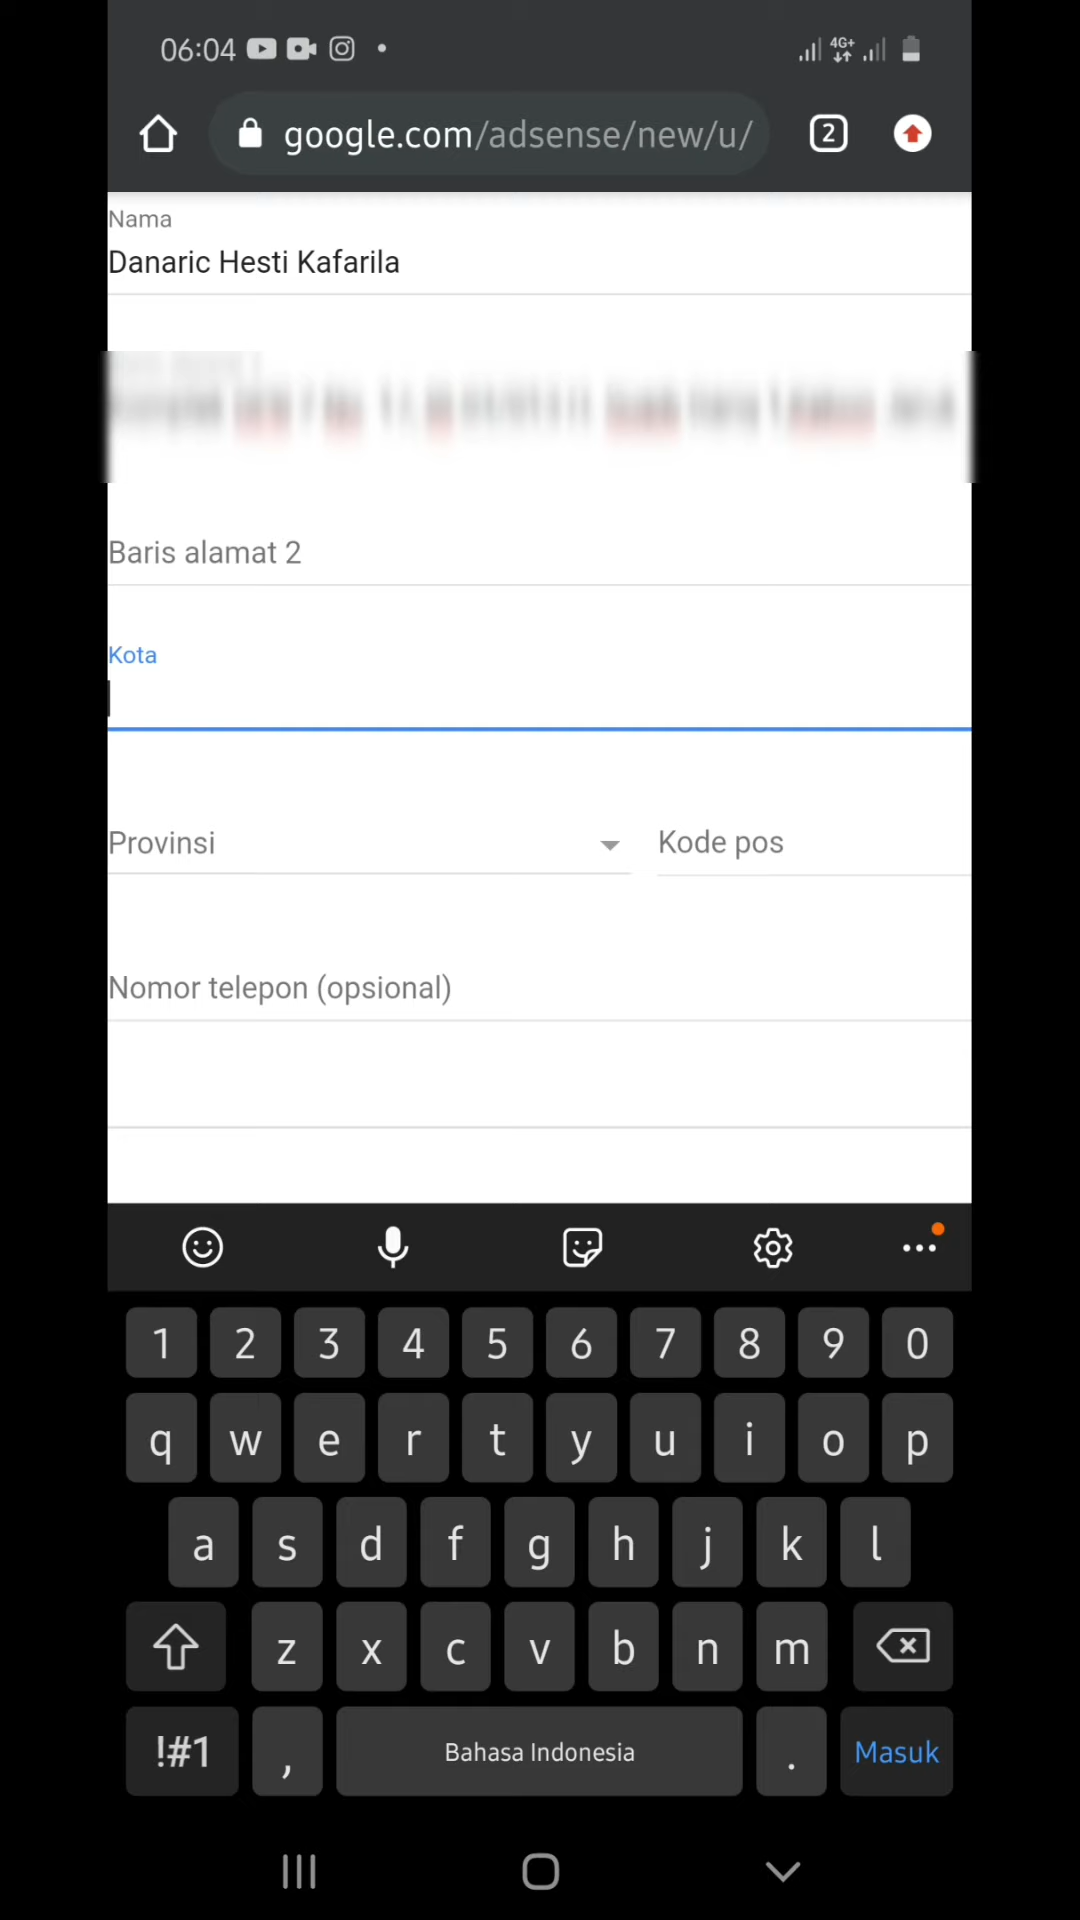 06:04
4G+
google.com/adsense/new/u/
2
Nama
Danaric Hesti Kafarila
Baris alamat 2
Kota
Provinsi
Kode pos
Nomor telepon (opsional)
1 2 3 4 5 6 7 8 9 0
q w e r t y u i o p
a s d f g h j k l
z x c v b n m
!#1 , Bahasa Indonesia . Masuk